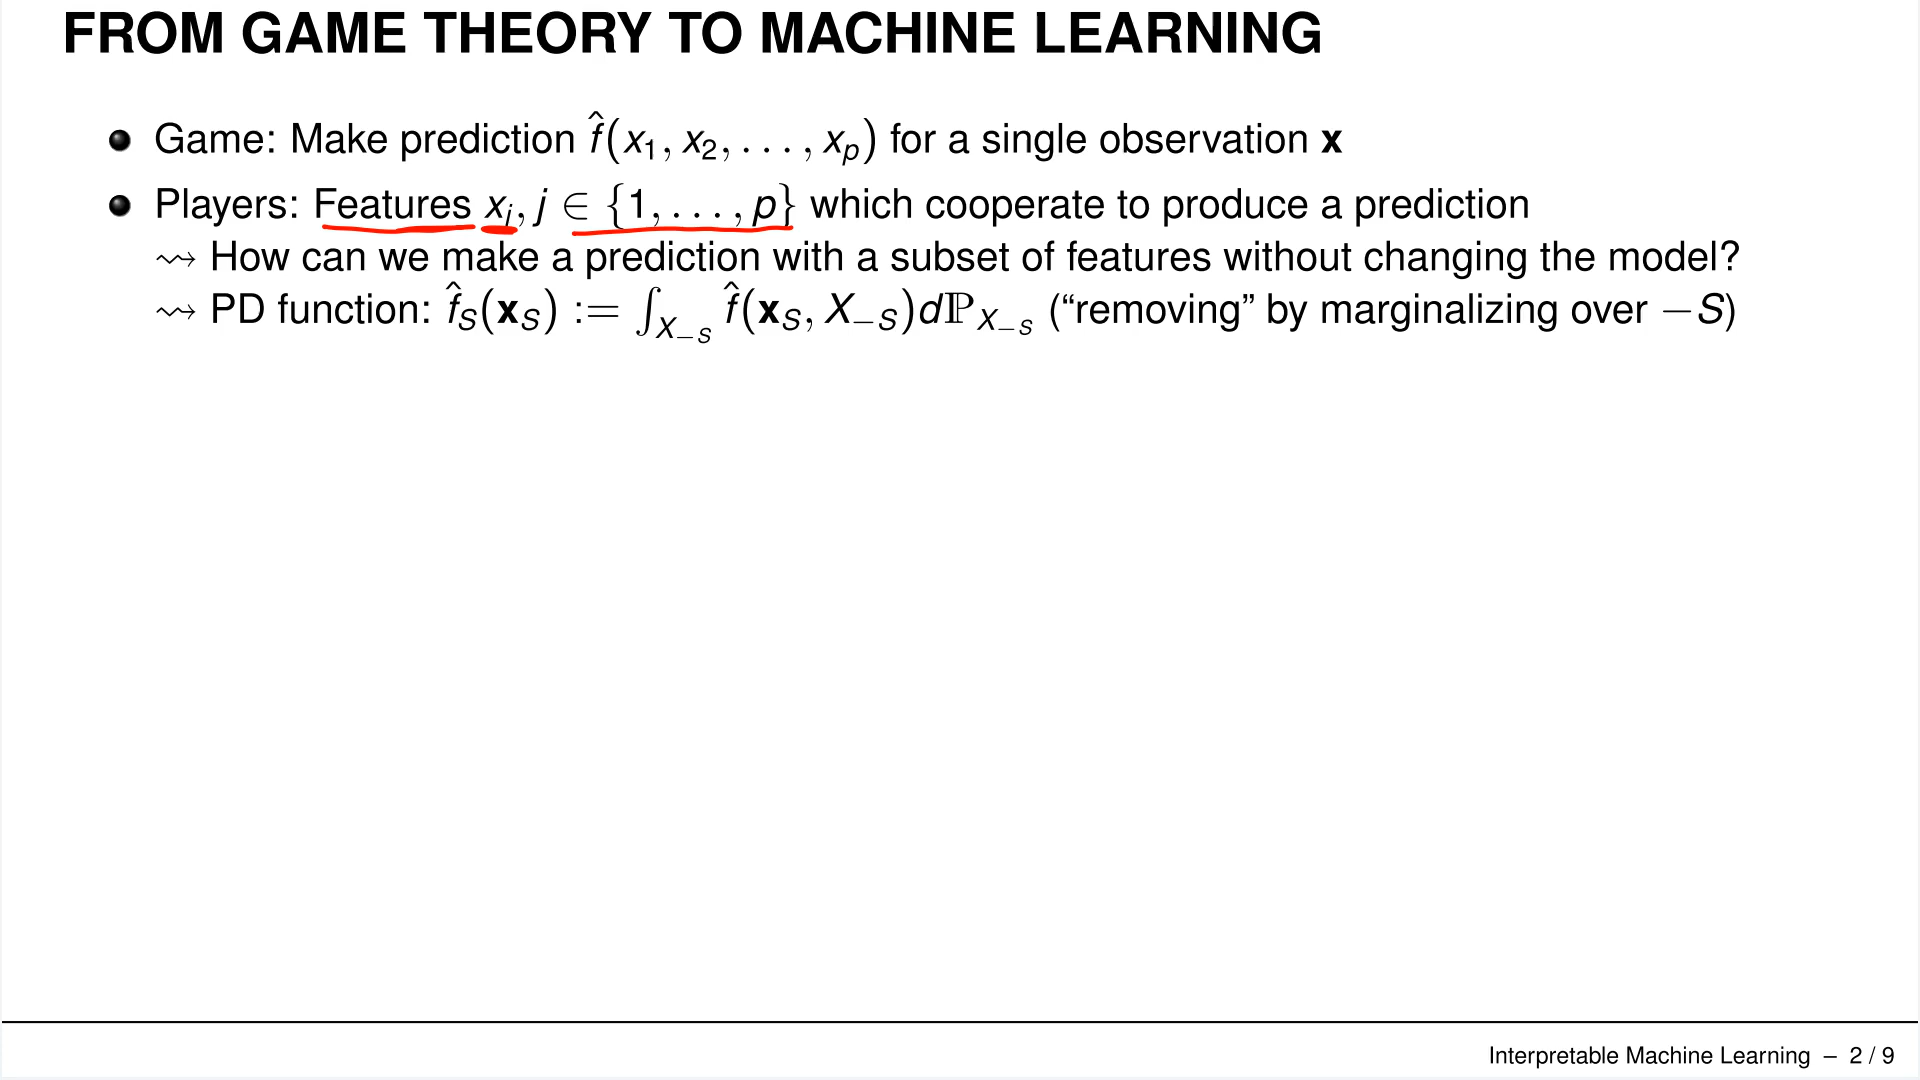 FROM GAME THEORY TO MACHINE LEARNING
Game: Make prediction f̂(x₁, x₂, . . . , xₚ) for a single observation x
Players: Features xⱼ, j ∈ {1, . . . , p} which cooperate to produce a prediction
⇝ How can we make a prediction with a subset of features without changing the model?
⇝ PD function: f̂_S(x_S) := ∫_{X_{−S}} f̂(x_S, X_{−S})dℙ_{X_{−S}} (“removing” by marginalizing over −S)
Interpretable Machine Learning – 2 / 9